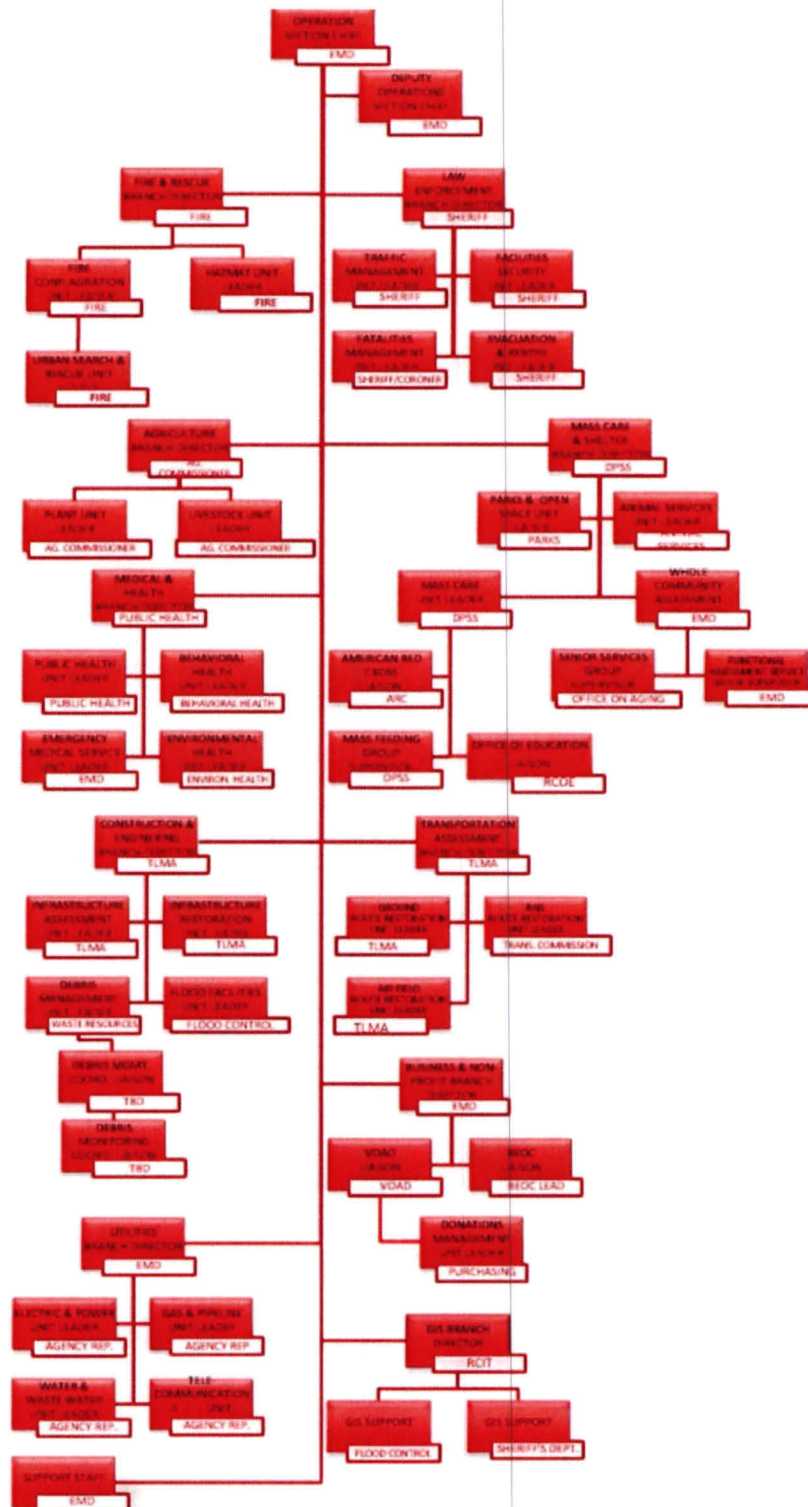 OPERATION
SECTION CHIEF
EMD
DEPUTY
OPERATIONS
SECTION CHIEF
EMD
FIRE & RESCUE
BRANCH DIRECTOR
FIRE
LAW
ENFORCEMENT
BRANCH DIRECTOR
SHERIFF
FIRE
CONFLAGRATION
UNIT LEADER
FIRE
HAZMAT UNIT
LEADER
FIRE
TRAFFIC
MANAGEMENT
UNIT LEADER
SHERIFF
FACILITIES
SECURITY
UNIT LEADER
SHERIFF
URBAN SEARCH &
RESCUE UNIT
FIRE
FATALITIES
MANAGEMENT
UNIT LEADER
SHERIFF/CORONER
EVACUATION
& REENTRY
UNIT LEADER
SHERIFF
AGRICULTURE
BRANCH DIRECTOR
AG.
COMMISSIONER
MASS CARE
& SHELTER
BRANCH DIRECTOR
DPSS
PLANT UNIT
LEADER
AG. COMMISSIONER
LIVESTOCK UNIT
LEADER
AG. COMMISSIONER
PARKS & OPEN
SPACE UNIT
LEADER
PARKS
ANIMAL SERVICES
UNIT LEADER
ANIMAL
SERVICES
MEDICAL &
HEALTH
BRANCH DIRECTOR
PUBLIC HEALTH
MASS CARE
UNIT LEADER
DPSS
WHOLE
COMMUNITY
ASSESSMENT
EMD
PUBLIC HEALTH
UNIT LEADER
PUBLIC HEALTH
BEHAVIORAL
HEALTH
UNIT LEADER
BEHAVIORAL HEALTH
AMERICAN RED
CROSS
LIAISON
ARC
SENIOR SERVICES
GROUP
SUPERVISOR
OFFICE ON AGING
FUNCTIONAL
ASSESSMENT SERVICE
GROUP SUPERVISOR
EMD
EMERGENCY
MEDICAL SERVICE
UNIT LEADER
EMD
ENVIRONMENTAL
HEALTH
UNIT LEADER
ENVIRON. HEALTH
MASS FEEDING
GROUP
SUPERVISOR
DPSS
OFFICE OF EDUCATION
LIAISON
RCOE
CONSTRUCTION &
ENGINEERING
BRANCH DIRECTOR
TLMA
TRANSPORTATION
ASSESSMENT
BRANCH DIRECTOR
TLMA
INFRASTRUCTURE
ASSESSMENT
UNIT LEADER
TLMA
INFRASTRUCTURE
RESTORATION
UNIT LEADER
TLMA
GROUND
ROUTE RESTORATION
UNIT LEADER
TLMA
RAIL
ROUTE RESTORATION
UNIT LEADER
TRANS. COMMISSION
DEBRIS
MANAGEMENT
UNIT LEADER
WASTE RESOURCES
FLOOD FACILITIES
UNIT LEADER
FLOOD CONTROL
AIR FIELD
ROUTE RESTORATION
UNIT LEADER
TLMA
DEBRIS MGMT.
COORD. LIAISON
TBD
DEBRIS
MONITORING
COORD. LIAISON
TBD
BUSINESS & NON-
PROFIT BRANCH
DIRECTOR
EMD
VOAD
LIAISON
VOAD
BEOC
LIAISON
BEOC LEAD
DONATIONS
MANAGEMENT
UNIT LEADER
PURCHASING
UTILITIES
BRANCH DIRECTOR
EMD
ELECTRIC & POWER
UNIT LEADER
AGENCY REP.
GAS & PIPELINE
UNIT LEADER
AGENCY REP
WATER &
WASTE WATER
UNIT LEADER
AGENCY REP.
TELE-
COMMUNICATION
S UNIT
AGENCY REP.
GIS BRANCH
DIRECTOR
RCIT
GIS SUPPORT
FLOOD CONTROL
GIS SUPPORT
SHERIFF'S DEPT.
SUPPORT STAFF
EMD